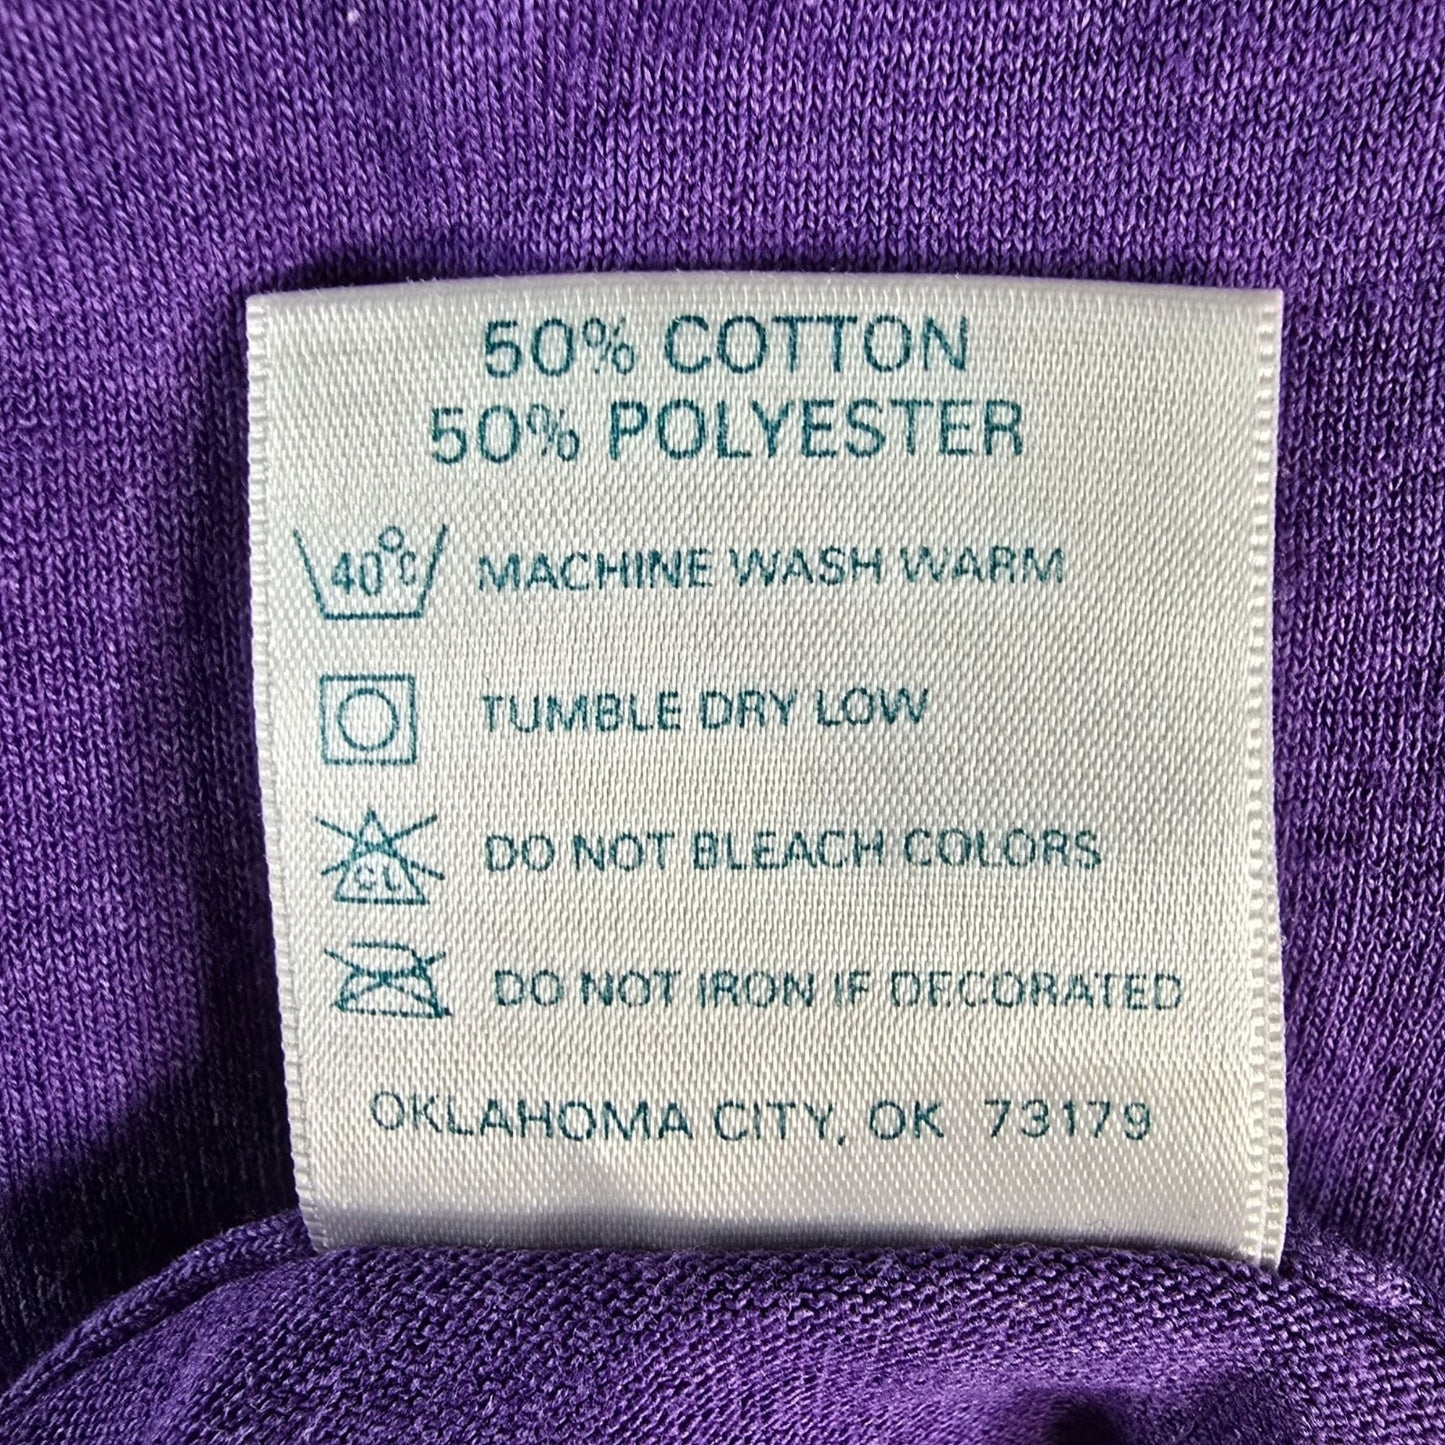 50% COTTON
50% POLYESTER
40°C MACHINE WASH WARM
TUMBLE DRY LOW
CL DO NOT BLEACH COLORS
DO NOT IRON IF DECORATED
OKLAHOMA CITY, OK 73179